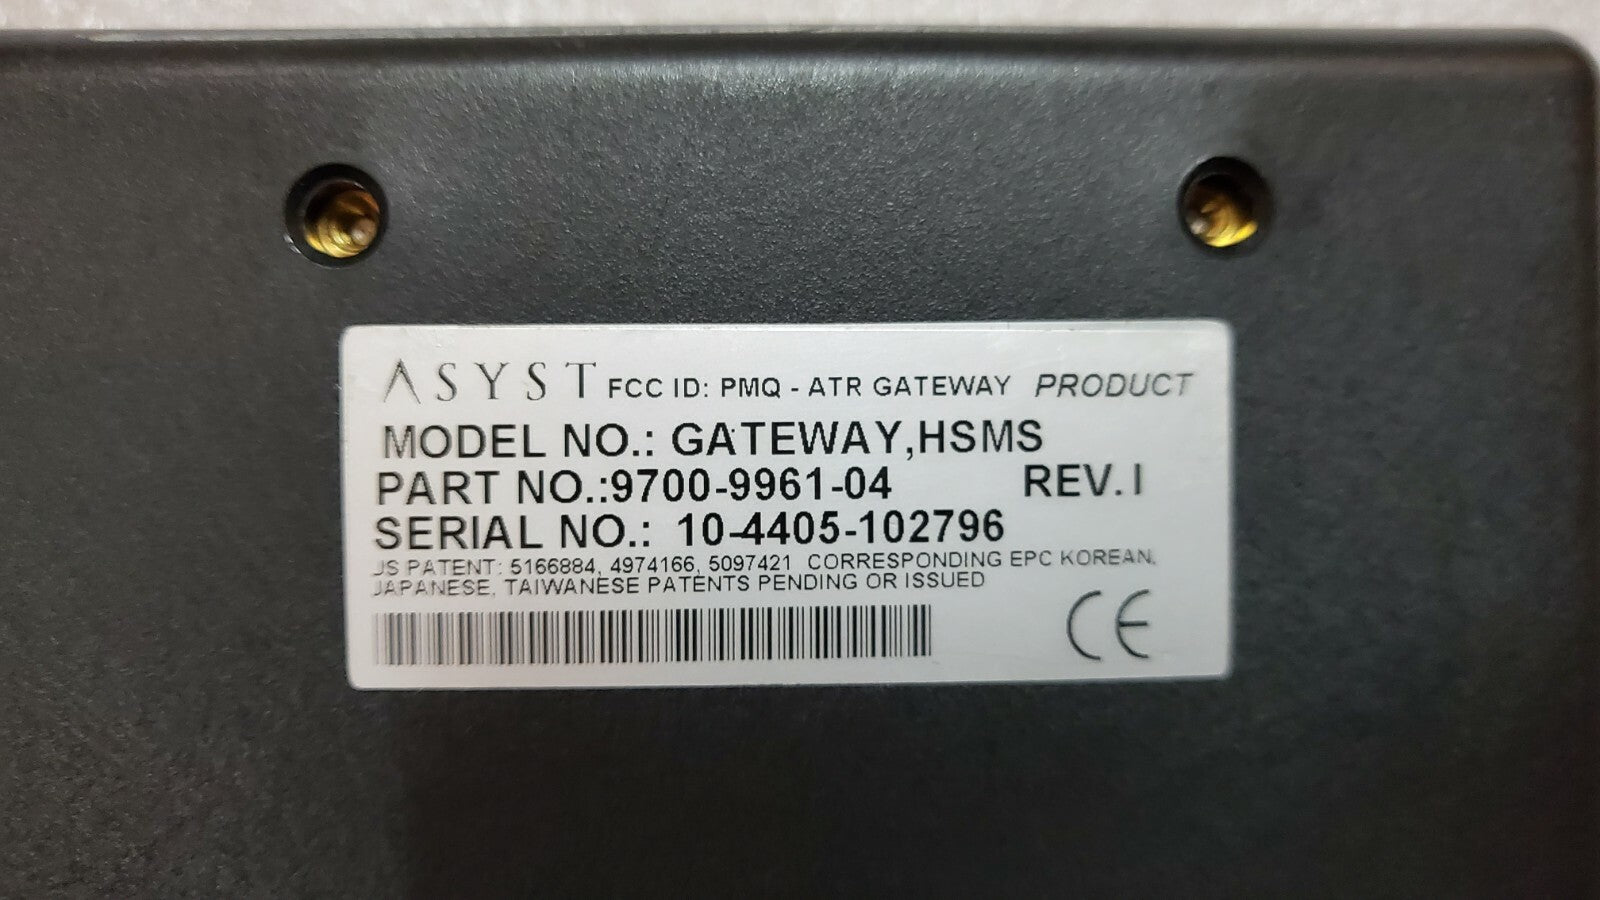 ASYST FCC ID: PMQ - ATR GATEWAY PRODUCT
MODEL NO.: GATEWAY,HSMS
PART NO.:9700-9961-04 REV. I
SERIAL NO.: 10-4405-102796
US PATENT: 5166884, 4974166, 5097421 CORRESPONDING EPC KOREAN,
JAPANESE, TAIWANESE PATENTS PENDING OR ISSUED
CE